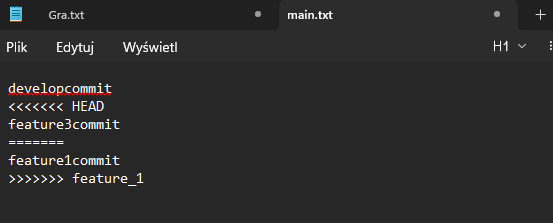 Gra.txt
main.txt
Plik
Edytuj
Wyświetl
H1
developcommit
<<<<<<< HEAD
feature3commit
=======
feature1commit
>>>>>>> feature_1